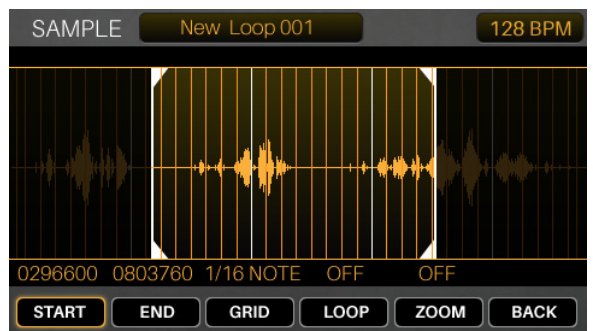 SAMPLE New Loop 001 128 BPM
0296600 0803760 1/16 NOTE OFF OFF
START END GRID LOOP ZOOM BACK